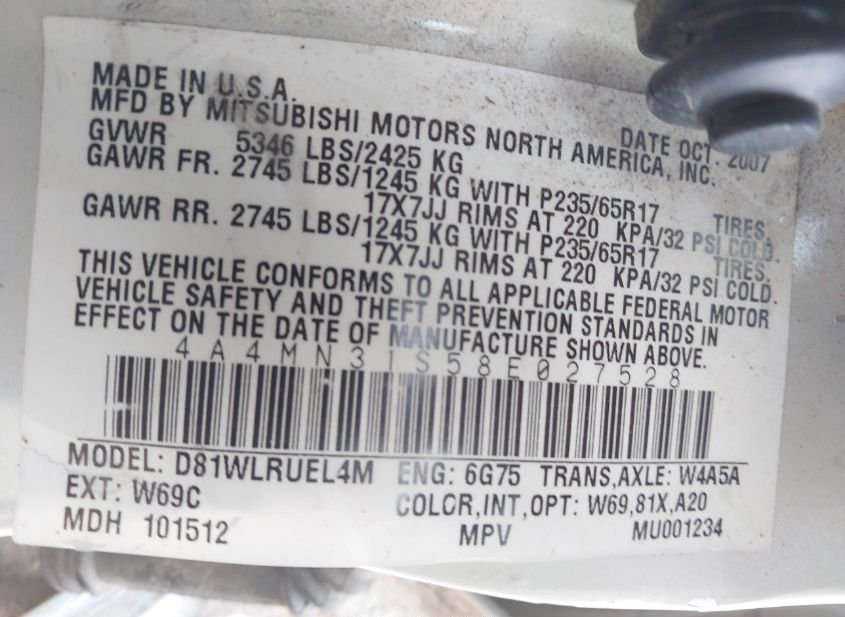 MADE IN U.S.A.
DATE OCT. 2007
MFD BY MITSUBISHI MOTORS NORTH AMERICA, INC.
GVWR 5346 LBS/2425 KG
GAWR FR. 2745 LBS/1245 KG WITH P235/65R17 TIRES,
17X7JJ RIMS AT 220 KPA/32 PSI COLD.
GAWR RR. 2745 LBS/1245 KG WITH P235/65R17 TIRES,
17X7JJ RIMS AT 220 KPA/32 PSI COLD.
THIS VEHICLE CONFORMS TO ALL APPLICABLE FEDERAL MOTOR
VEHICLE SAFETY AND THEFT PREVENTION STANDARDS IN
EFFECT ON THE DATE OF MANUFACTURE SHOWN ABOVE.
4A4MN31S58E027528
MODEL: D81WLRUEL4M ENG: 6G75 TRANS,AXLE: W4A5A
EXT: W69C COLOR,INT,OPT: W69,81X,A20
MDH 101512 MPV MU001234